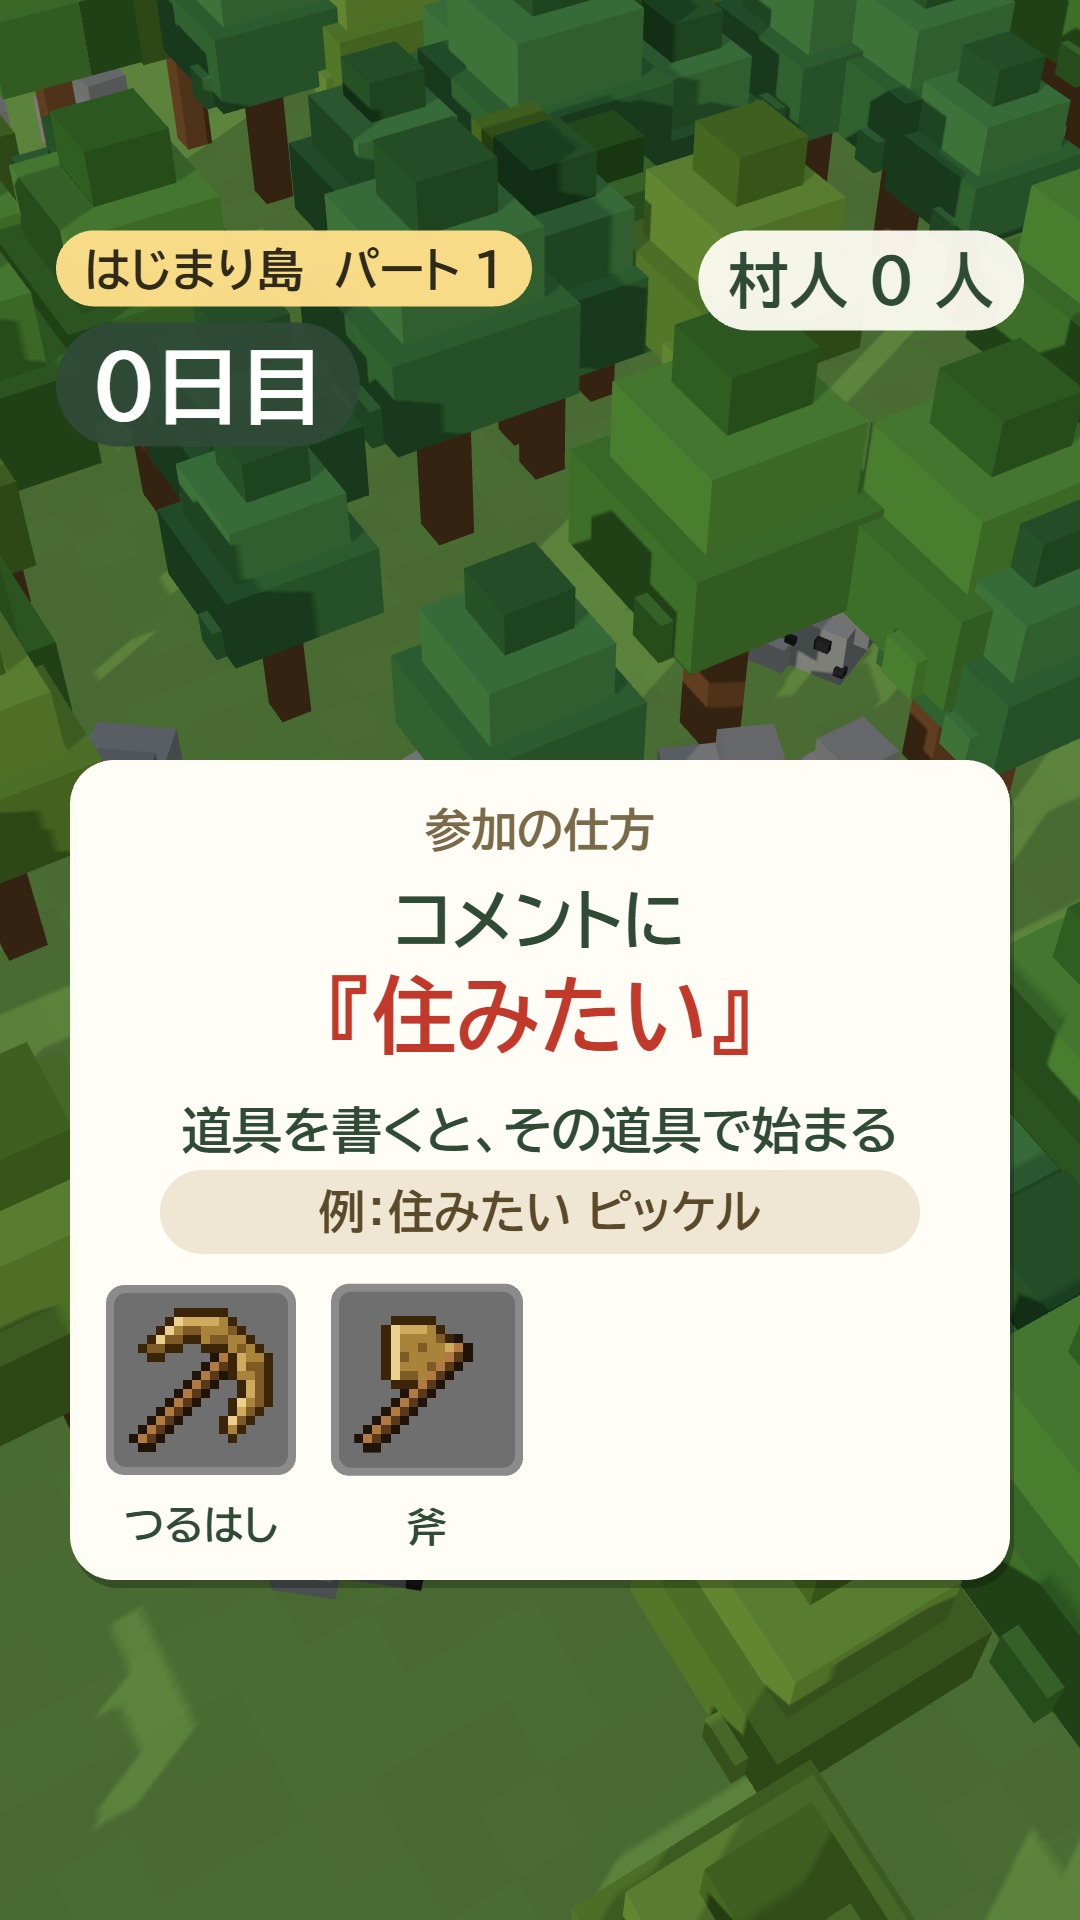 はじまり島 パート 1
村人 0 人
0日目
参加の仕方
コメントに
『住みたい』
道具を書くと、その道具で始まる
例：住みたい ピッケル
つるはし
斧